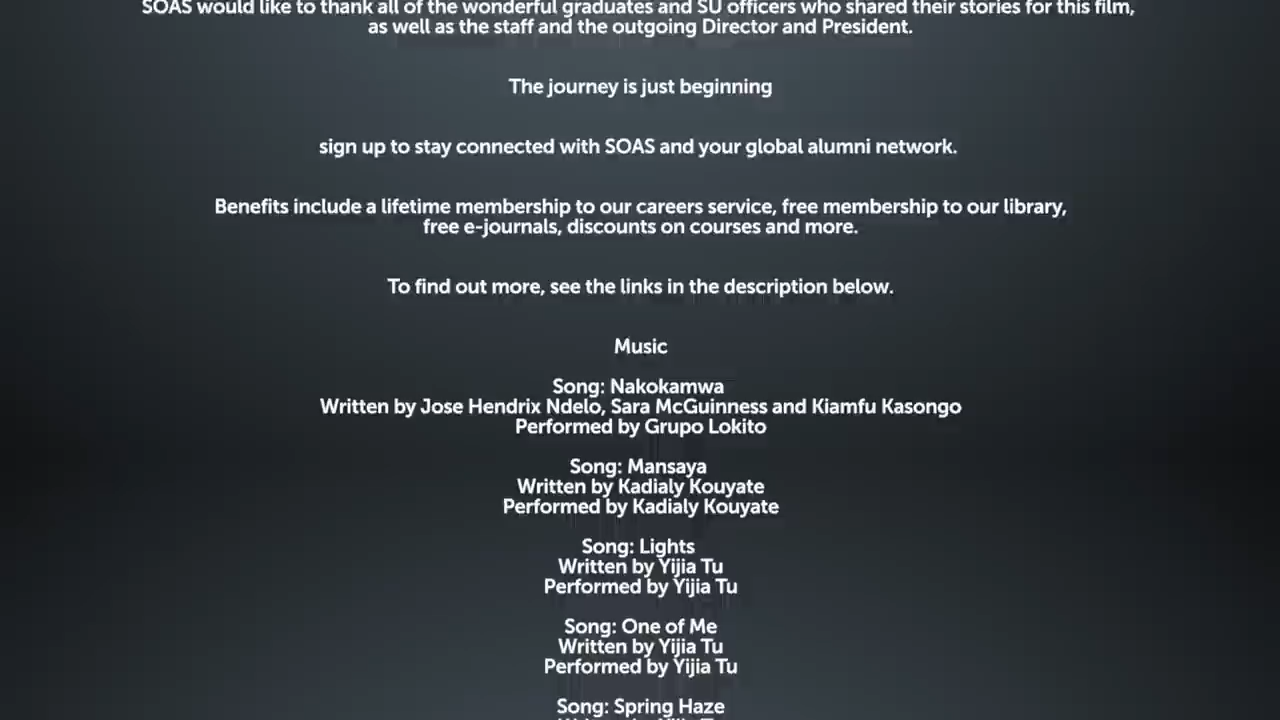 SOAS would like to thank all of the wonderful graduates and SU officers who shared their stories for this film,
as well as the staff and the outgoing Director and President.
The journey is just beginning
sign up to stay connected with SOAS and your global alumni network.
Benefits include a lifetime membership to our careers service, free membership to our library,
free e-journals, discounts on courses and more.
To find out more, see the links in the description below.
Music
Song: Nakokamwa
Written by Jose Hendrix Ndelo, Sara McGuinness and Kiamfu Kasongo
Performed by Grupo Lokito
Song: Mansaya
Written by Kadialy Kouyate
Performed by Kadialy Kouyate
Song: Lights
Written by Yijia Tu
Performed by Yijia Tu
Song: One of Me
Written by Yijia Tu
Performed by Yijia Tu
Song: Spring Haze